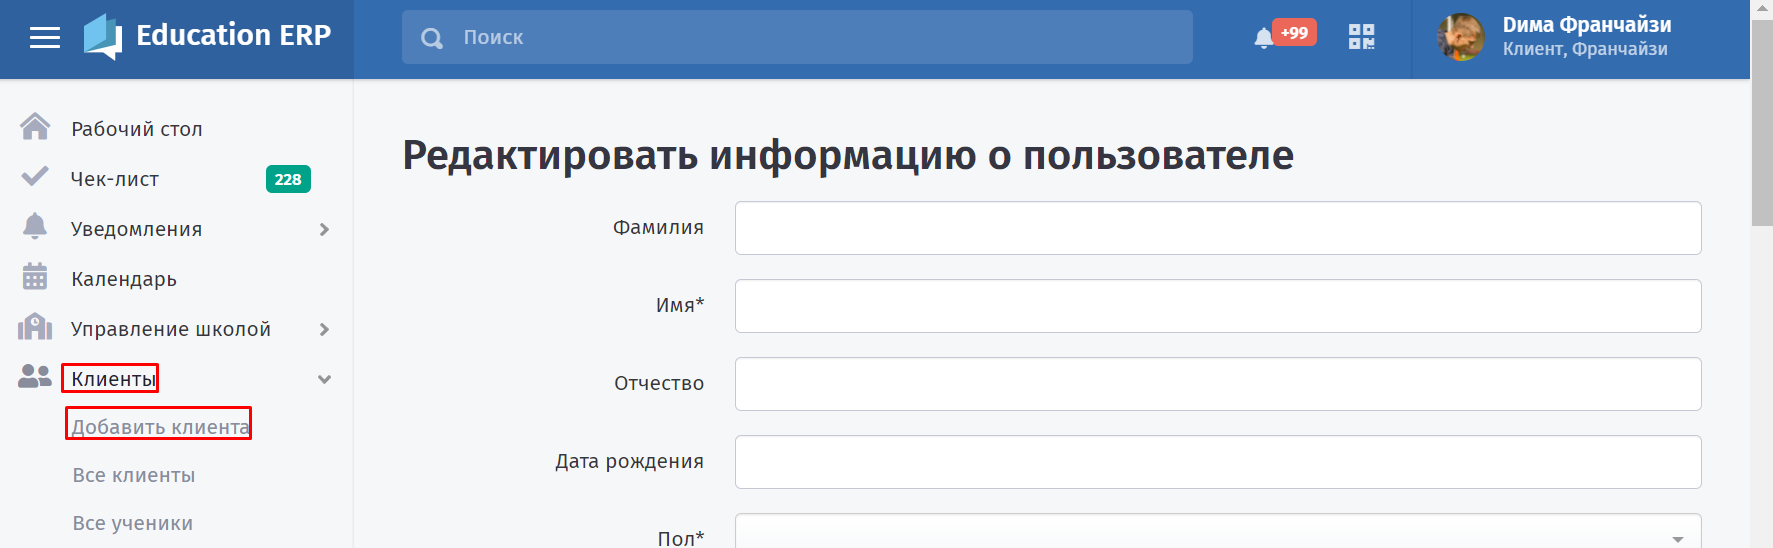 Education ERP
Поиск
+99
Дима Франчайзи
Клиент, Франчайзи
Рабочий стол
Чек-лист
228
Уведомления
Календарь
Управление школой
Клиенты
Добавить клиента
Все клиенты
Все ученики
Редактировать информацию о пользователе
Фамилия
Имя*
Отчество
Дата рождения
Пол*